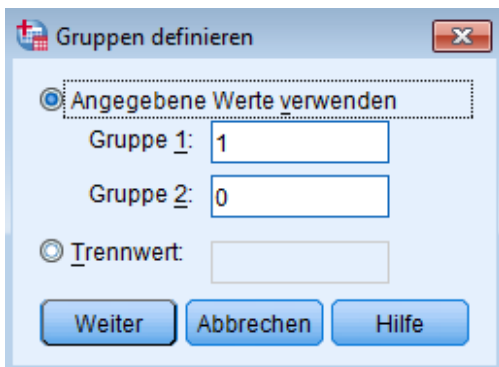 Gruppen definieren
Angegebene Werte verwenden
Gruppe 1: 1
Gruppe 2: 0
Trennwert:
Weiter Abbrechen Hilfe